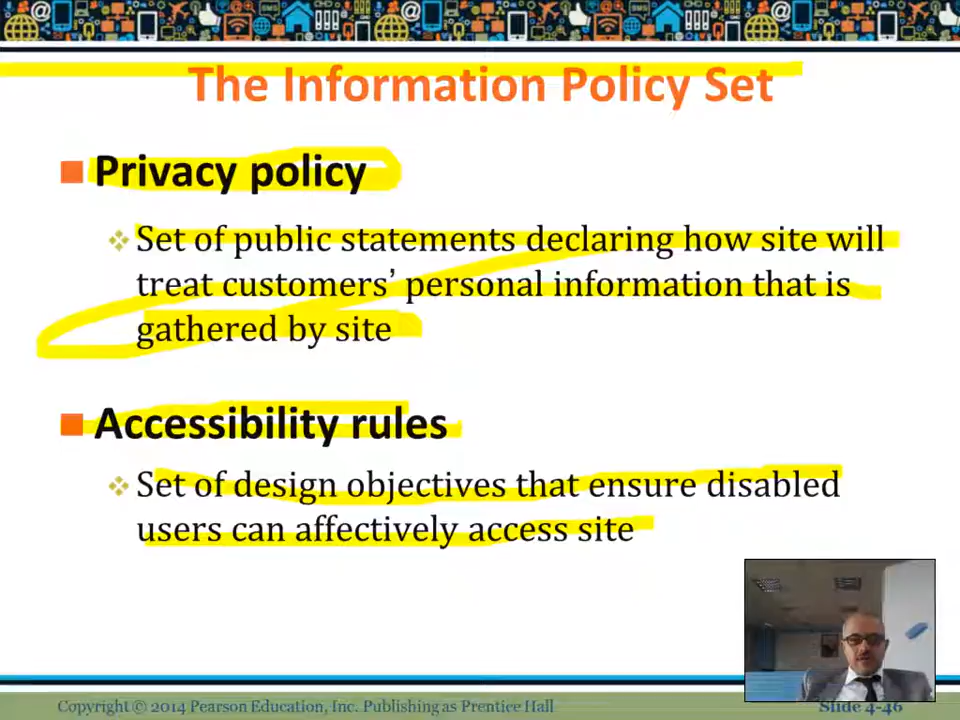 The Information Policy Set
Privacy policy
Set of public statements declaring how site will
treat customers’ personal information that is
gathered by site
Accessibility rules
Set of design objectives that ensure disabled
users can affectively access site
Copyright © 2014 Pearson Education, Inc. Publishing as Prentice Hall
Slide 4-46